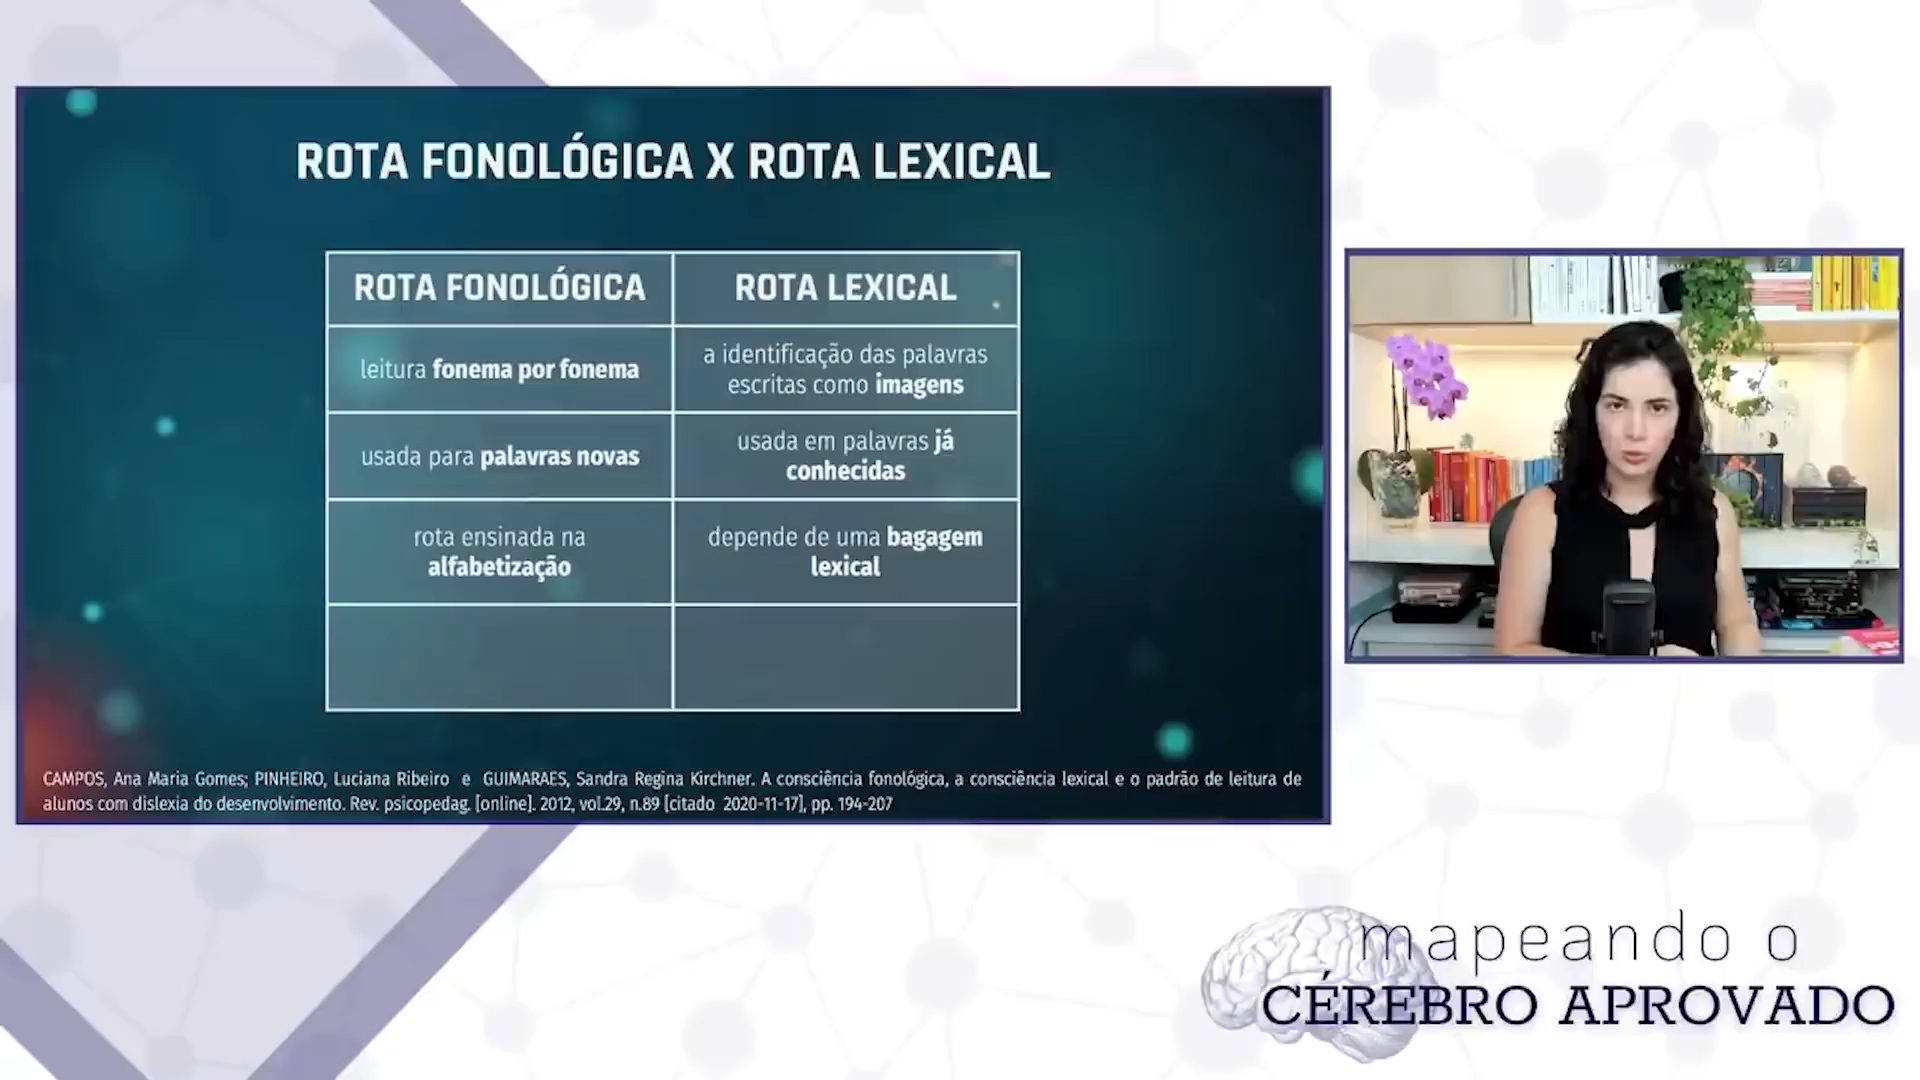 ROTA FONOLÓGICA X ROTA LEXICAL
ROTA FONOLÓGICA
ROTA LEXICAL
leitura fonema por fonema
a identificação das palavras
escritas como imagens
usada para palavras novas
usada em palavras já
conhecidas
rota ensinada na
alfabetização
depende de uma bagagem
lexical
CAMPOS, Ana Maria Gomes; PINHEIRO, Luciana Ribeiro e GUIMARAES, Sandra Regina Kirchner. A consciência fonológica, a consciência lexical e o padrão de leitura de
alunos com dislexia do desenvolvimento. Rev. psicopedag. [online]. 2012, vol.29, n.89 [citado 2020-11-17], pp. 194-207
mapeando o
CÉREBRO APROVADO